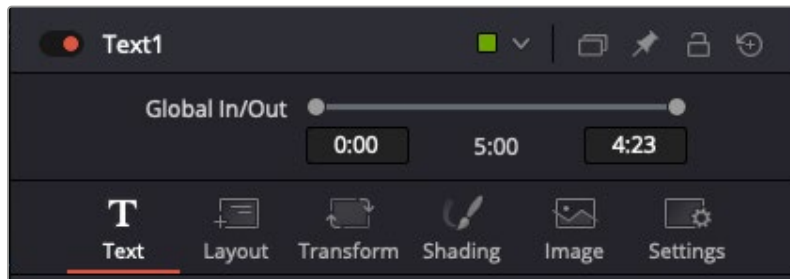 Text1
Global In/Out
0:00 5:00 4:23
T
Text Layout Transform Shading Image Settings